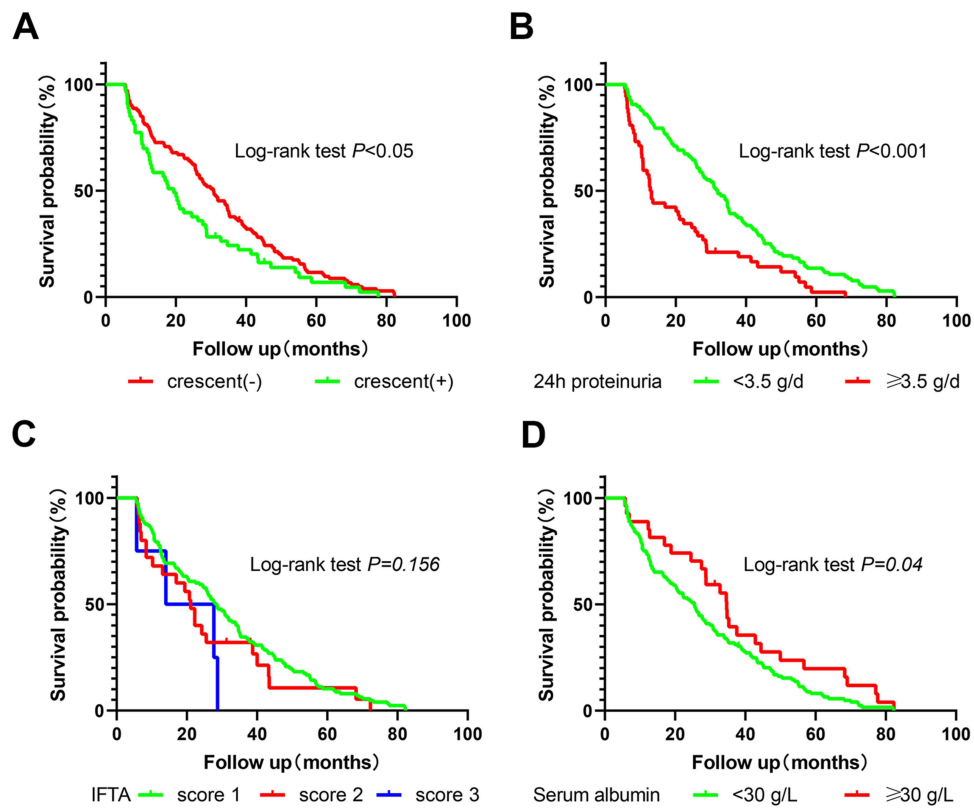 A
Survival probability(%)
100
50
0
Log-rank test P<0.05
0 20 40 60 80 100
Follow up(months)
crescent(-) crescent(+)
B
Survival probability(%)
100
50
0
Log-rank test P<0.001
0 20 40 60 80 100
Follow up(months)
24h proteinuria <3.5 g/d ⩾3.5 g/d
C
Survival probability(%)
100
50
0
Log-rank test P=0.156
0 20 40 60 80 100
Follow up(months)
IFTA score 1 score 2 score 3
D
Survival probability(%)
100
50
0
Log-rank test P=0.04
0 20 40 60 80 100
Follow up(months)
Serum albumin <30 g/L ⩾30 g/L